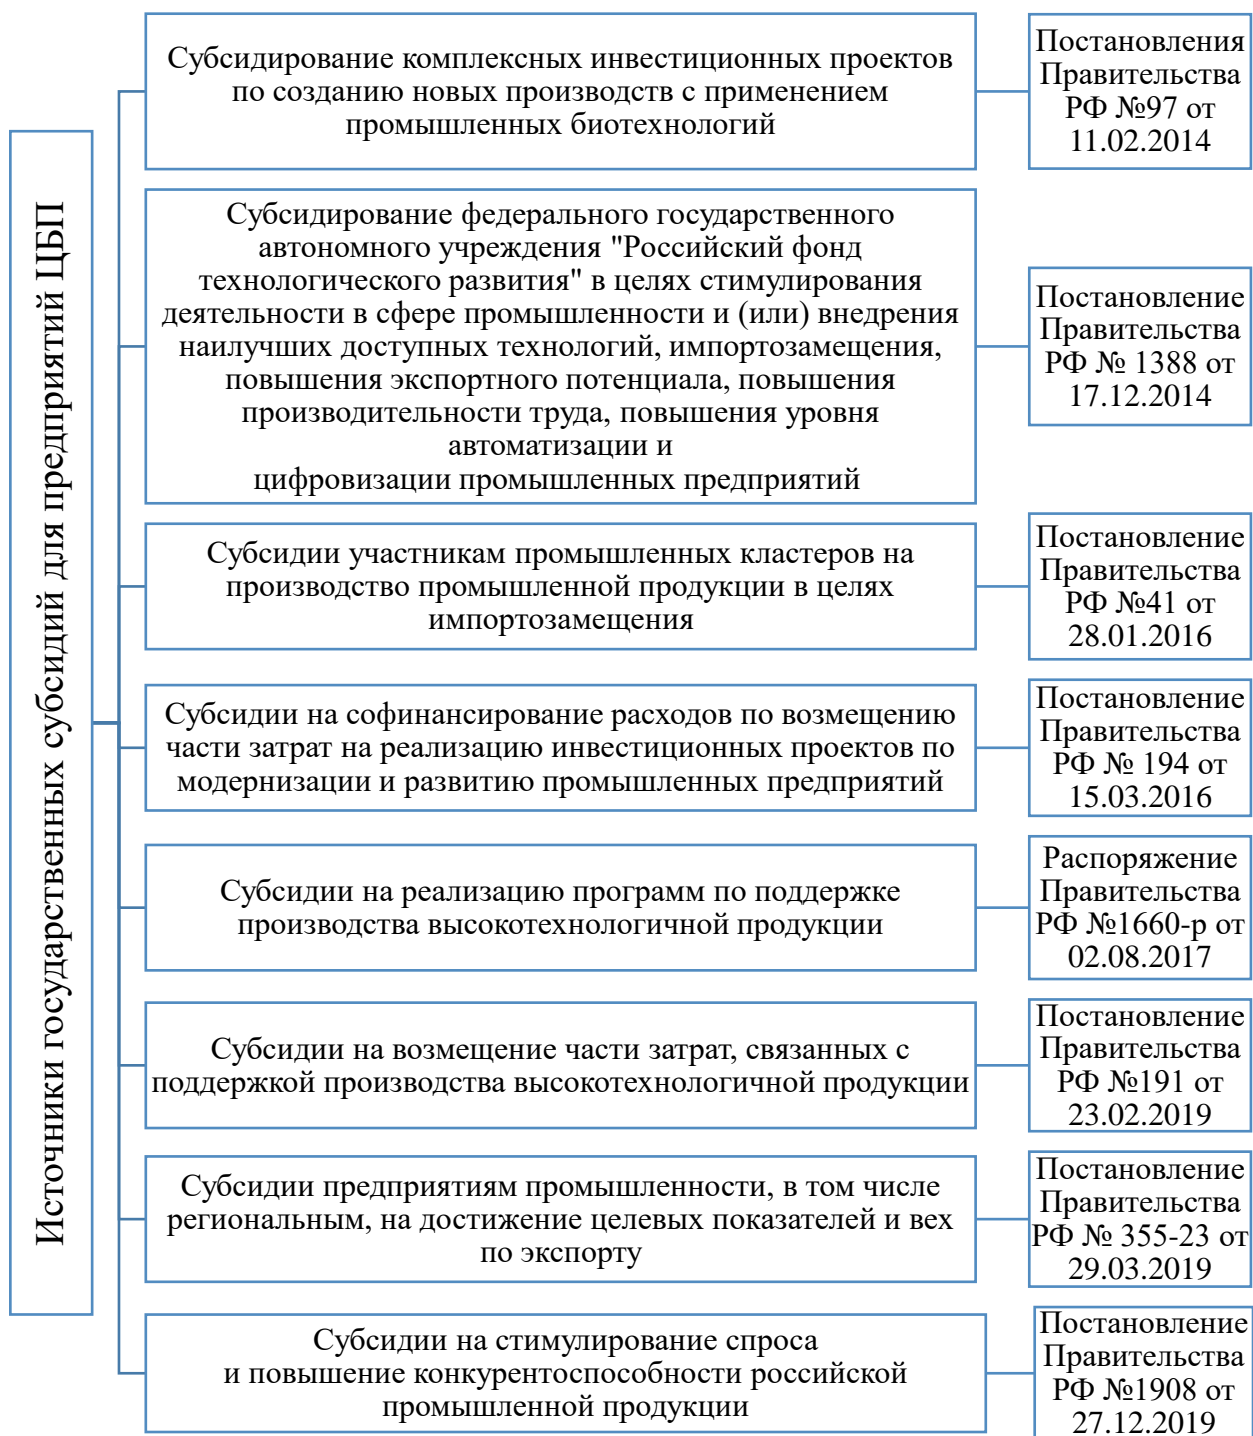 Источники государственных субсидий для предприятий ЦБП
Субсидирование комплексных инвестиционных проектов
по созданию новых производств с применением
промышленных биотехнологий
Постановления
Правительства
РФ №97 от
11.02.2014
Субсидирование федерального государственного
автономного учреждения "Российский фонд
технологического развития" в целях стимулирования
деятельности в сфере промышленности и (или) внедрения
наилучших доступных технологий, импортозамещения,
повышения экспортного потенциала, повышения
производительности труда, повышения уровня
автоматизации и
цифровизации промышленных предприятий
Постановление
Правительства
РФ № 1388 от
17.12.2014
Субсидии участникам промышленных кластеров на
производство промышленной продукции в целях
импортозамещения
Постановление
Правительства
РФ №41 от
28.01.2016
Субсидии на софинансирование расходов по возмещению
части затрат на реализацию инвестиционных проектов по
модернизации и развитию промышленных предприятий
Постановление
Правительства
РФ № 194 от
15.03.2016
Субсидии на реализацию программ по поддержке
производства высокотехнологичной продукции
Распоряжение
Правительства
РФ №1660-р от
02.08.2017
Субсидии на возмещение части затрат, связанных с
поддержкой производства высокотехнологичной продукции
Постановление
Правительства
РФ №191 от
23.02.2019
Субсидии предприятиям промышленности, в том числе
региональным, на достижение целевых показателей и вех
по экспорту
Постановление
Правительства
РФ № 355-23 от
29.03.2019
Субсидии на стимулирование спроса
и повышение конкурентоспособности российской
промышленной продукции
Постановление
Правительства
РФ №1908 от
27.12.2019